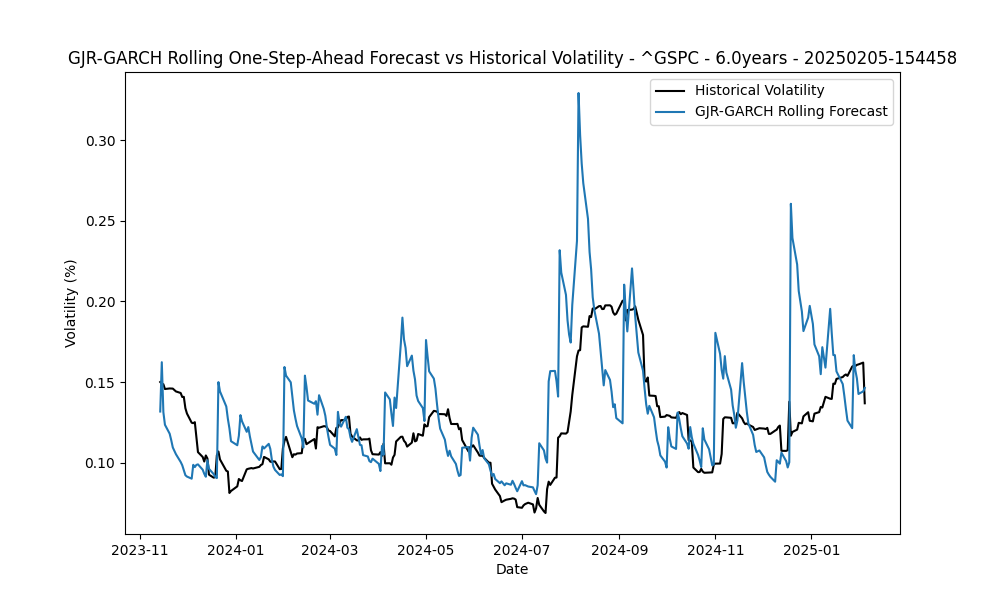 GJR-GARCH Rolling One-Step-Ahead Forecast vs Historical Volatility - ^GSPC - 6.0years - 20250205-154458
Historical Volatility
GJR-GARCH Rolling Forecast
0.30
0.25
0.20
0.15
0.10
Volatility (%)
2023-11 2024-01 2024-03 2024-05 2024-07 2024-09 2024-11 2025-01
Date